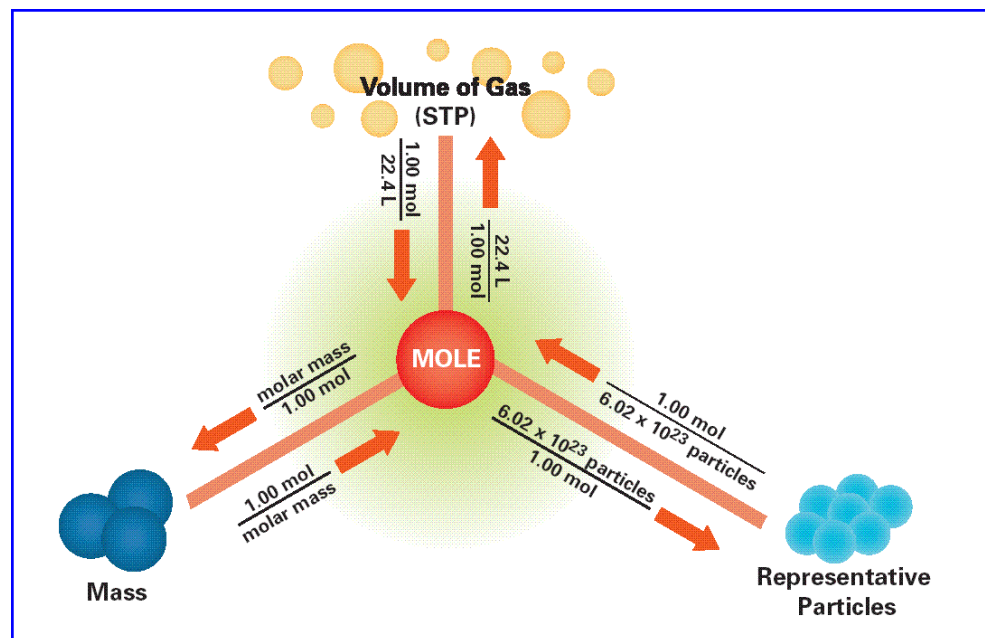 Volume of Gas
(STP)
1.00 mol
22.4 L
22.4 L
1.00 mol
MOLE
molar mass
1.00 mol
1.00 mol
6.02 x 10²³ particles
6.02 x 10²³ particles
1.00 mol
1.00 mol
molar mass
Mass
Representative
Particles